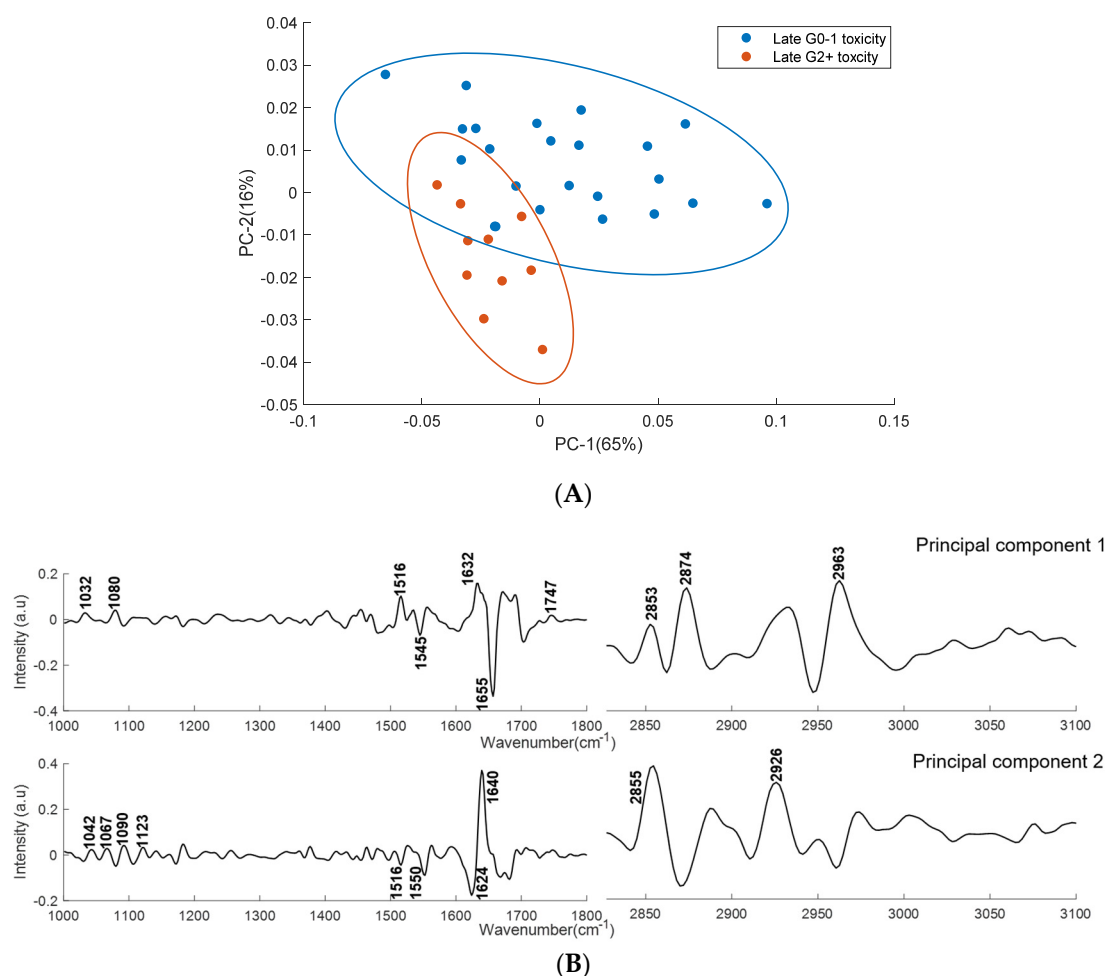 0.04
0.03
0.02
0.01
0
-0.01
-0.02
-0.03
-0.04
-0.05
PC-2(16%)
Late G0-1 toxicity
Late G2+ toxcity
-0.1 -0.05 0 0.05 0.1 0.15
PC-1(65%)
(A)
Principal component 1
Intensity (a.u)
0.2
0
-0.2
-0.4
1032 1080 1516 1545 1632 1655 1747 2853 2874 2963
1000 1100 1200 1300 1400 1500 1600 1700 1800 2850 2900 2950 3000 3050 3100
Wavenumber(cm-1) Wavenumber(cm-1)
Principal component 2
Intensity (a.u)
0.4
0.2
0
-0.2
1042 1067 1090 1123 1516 1550 1624 1640 2855 2926
1000 1100 1200 1300 1400 1500 1600 1700 1800 2850 2900 2950 3000 3050 3100
Wavenumber(cm-1) Wavenumber(cm-1)
(B)